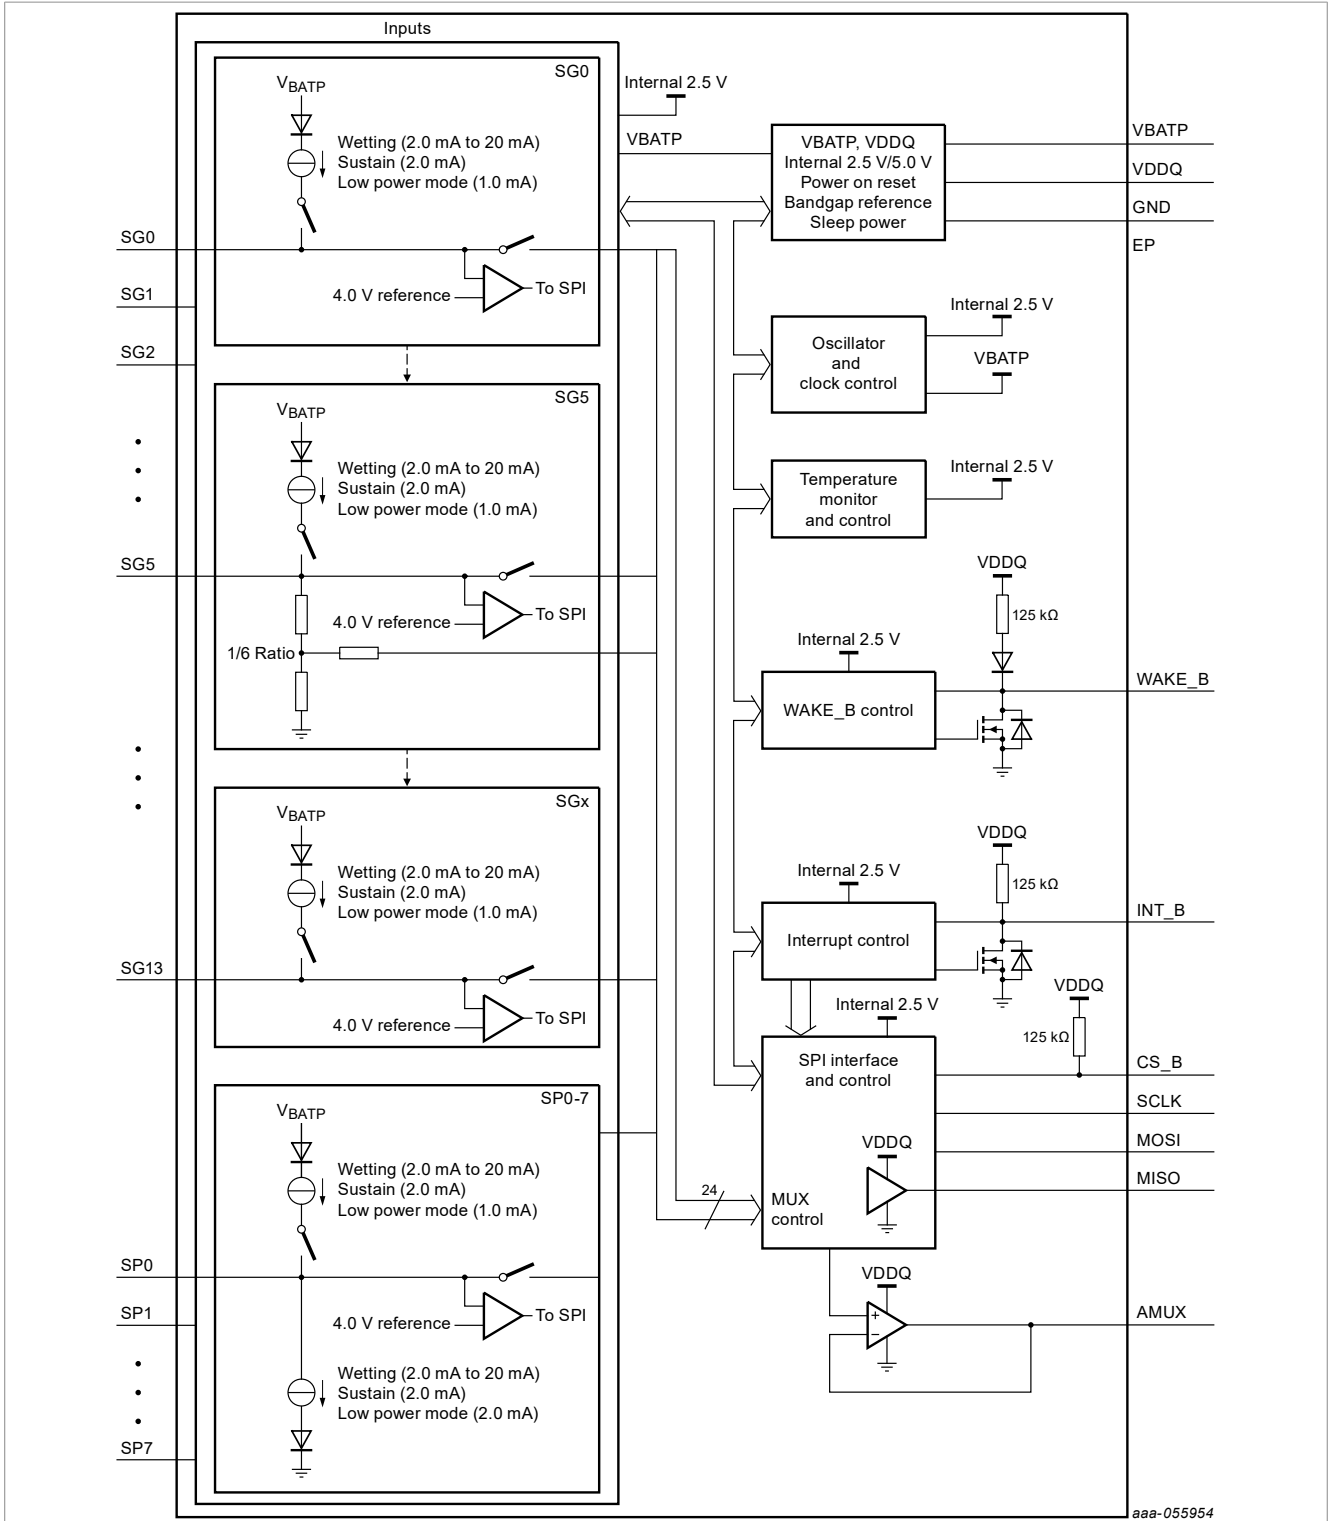 Inputs
SG0
VBATP
Wetting (2.0 mA to 20 mA)
Sustain (2.0 mA)
Low power mode (1.0 mA)
SG0
4.0 V reference
To SPI
SG1
SG2
SG5
VBATP
Wetting (2.0 mA to 20 mA)
Sustain (2.0 mA)
Low power mode (1.0 mA)
SG5
4.0 V reference
To SPI
1/6 Ratio
SGx
VBATP
Wetting (2.0 mA to 20 mA)
Sustain (2.0 mA)
Low power mode (1.0 mA)
SG13
4.0 V reference
To SPI
SP0-7
VBATP
Wetting (2.0 mA to 20 mA)
Sustain (2.0 mA)
Low power mode (1.0 mA)
SP0
SP1
4.0 V reference
To SPI
Wetting (2.0 mA to 20 mA)
Sustain (2.0 mA)
Low power mode (2.0 mA)
SP7
Internal 2.5 V
VBATP
VBATP, VDDQ
Internal 2.5 V/5.0 V
Power on reset
Bandgap reference
Sleep power
VBATP
VDDQ
GND
EP
Internal 2.5 V
Oscillator
and
clock control
VBATP
Internal 2.5 V
Temperature
monitor
and control
VDDQ
125 kΩ
Internal 2.5 V
WAKE_B control
WAKE_B
VDDQ
125 kΩ
Internal 2.5 V
Interrupt control
INT_B
VDDQ
125 kΩ
Internal 2.5 V
SPI interface
and control
CS_B
SCLK
MOSI
VDDQ
MISO
24
MUX
control
VDDQ
+
−
AMUX
aaa-055954